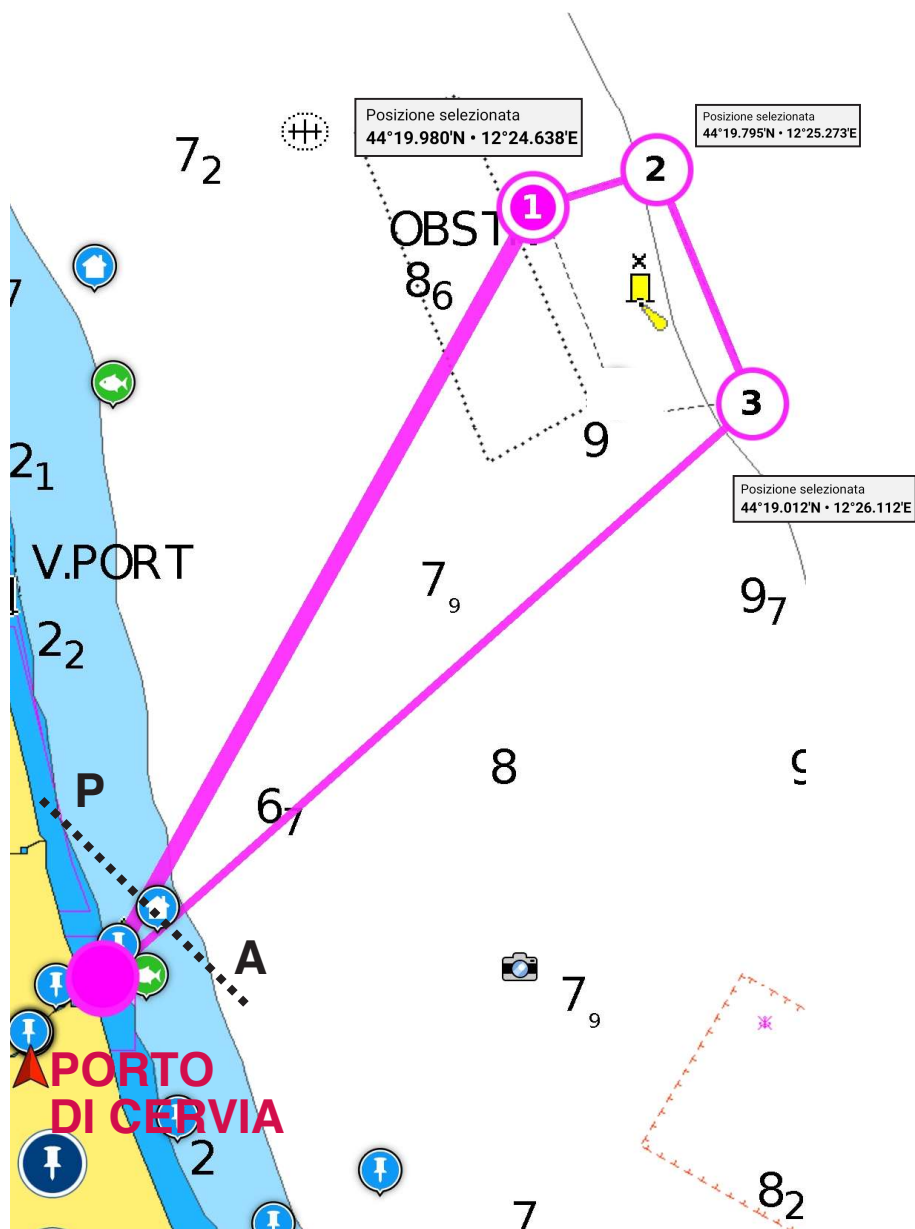 Posizione selezionata
44°19.980'N • 12°24.638'E
Posizione selezionata
44°19.795'N • 12°25.273'E
7₂
2
1
OBST
8₆
7
3
9
2₁
Posizione selezionata
44°19.012'N • 12°26.112'E
V.PORT
7₉
9₇
2₂
8
P
6₇
A
7₉
PORTO
DI CERVIA
2
8₂
7